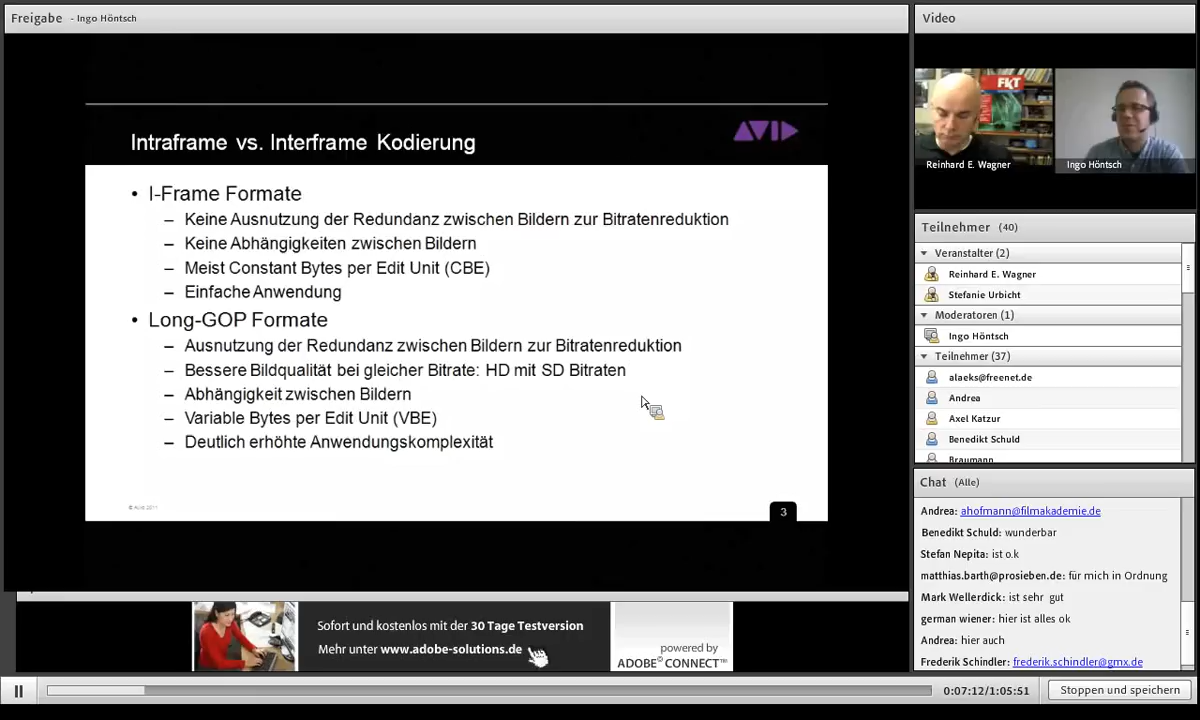 Freigabe - Ingo Höntsch
Intraframe vs. Interframe Kodierung
AVID
• I-Frame Formate
– Keine Ausnutzung der Redundanz zwischen Bildern zur Bitratenreduktion
– Keine Abhängigkeiten zwischen Bildern
– Meist Constant Bytes per Edit Unit (CBE)
– Einfache Anwendung
• Long-GOP Formate
– Ausnutzung der Redundanz zwischen Bildern zur Bitratenreduktion
– Bessere Bildqualität bei gleicher Bitrate: HD mit SD Bitraten
– Abhängigkeit zwischen Bildern
– Variable Bytes per Edit Unit (VBE)
– Deutlich erhöhte Anwendungskomplexität
© Avid 2011
3
Sofort und kostenlos mit der 30 Tage Testversion
Mehr unter www.adobe-solutions.de
powered by
ADOBE® CONNECT™
Video
FKT
Reinhard E. Wagner
Ingo Höntsch
Teilnehmer (40)
Veranstalter (2)
Reinhard E. Wagner
Stefanie Urbicht
Moderatoren (1)
Ingo Höntsch
Teilnehmer (37)
alaeks@freenet.de
Andrea
Axel Katzur
Benedikt Schuld
Braumann
Chat (Alle)
Andrea: ahofmann@filmakademie.de
Benedikt Schuld: wunderbar
Stefan Nepita: ist o.k
matthias.barth@prosieben.de: für mich in Ordnung
Mark Wellerdick: ist sehr gut
german wiener: hier ist alles ok
Andrea: hier auch
Frederik Schindler: frederik.schindler@gmx.de
0:07:12/1:05:51
Stoppen und speichern